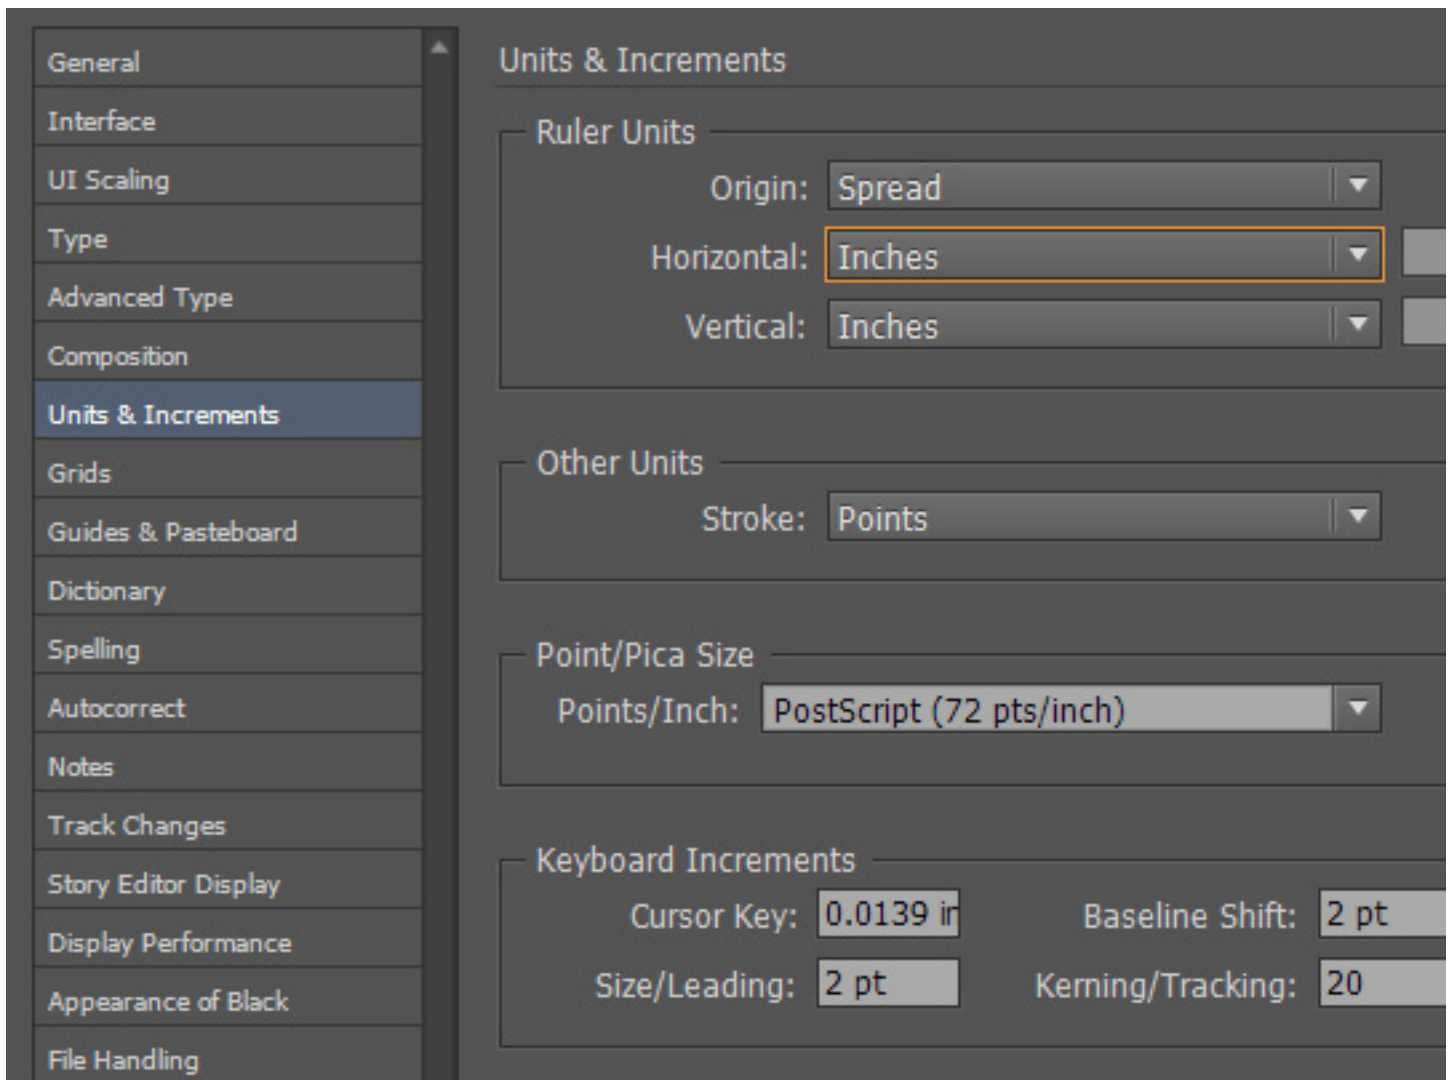 General
Interface
UI Scaling
Type
Advanced Type
Composition
Units & Increments
Grids
Guides & Pasteboard
Dictionary
Spelling
Autocorrect
Notes
Track Changes
Story Editor Display
Display Performance
Appearance of Black
File Handling
Units & Increments
Ruler Units
Origin: Spread
Horizontal: Inches
Vertical: Inches
Other Units
Stroke: Points
Point/Pica Size
Points/Inch: PostScript (72 pts/inch)
Keyboard Increments
Cursor Key: 0.0139 in Baseline Shift: 2 pt
Size/Leading: 2 pt Kerning/Tracking: 20